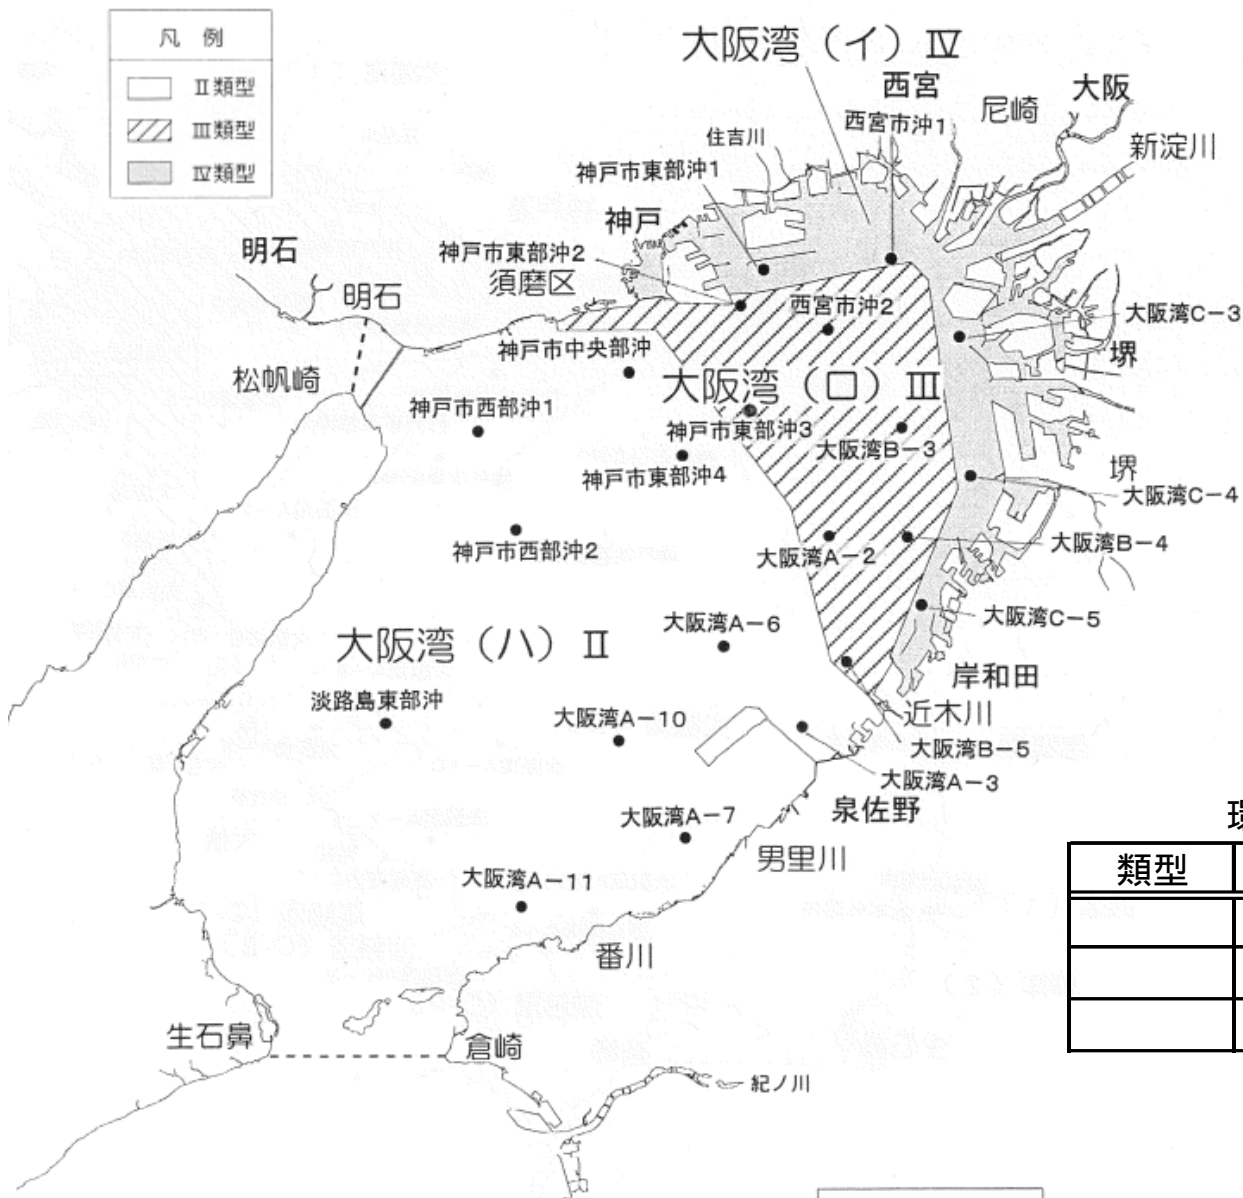 凡 例
Ⅱ類型
Ⅲ類型
Ⅳ類型
大阪湾（イ）Ⅳ
西宮
大阪
尼崎
西宮市沖1
住吉川
新淀川
神戸市東部沖1
神戸
明石
神戸市東部沖2
須磨区
明石
西宮市沖2
大阪湾C－3
神戸市中央部沖
堺
松帆崎
大阪湾（ロ）Ⅲ
神戸市西部沖1
神戸市東部沖3
大阪湾B－3
堺
神戸市東部沖4
大阪湾C－4
神戸市西部沖2
大阪湾A－2
大阪湾B－4
大阪湾C－5
大阪湾A－6
大阪湾（ハ）Ⅱ
岸和田
淡路島東部沖
大阪湾A－10
近木川
大阪湾B－5
大阪湾A－3
泉佐野
大阪湾A－7
男里川
環
類型
大阪湾A－11
番川
生石鼻
倉崎
紀ノ川